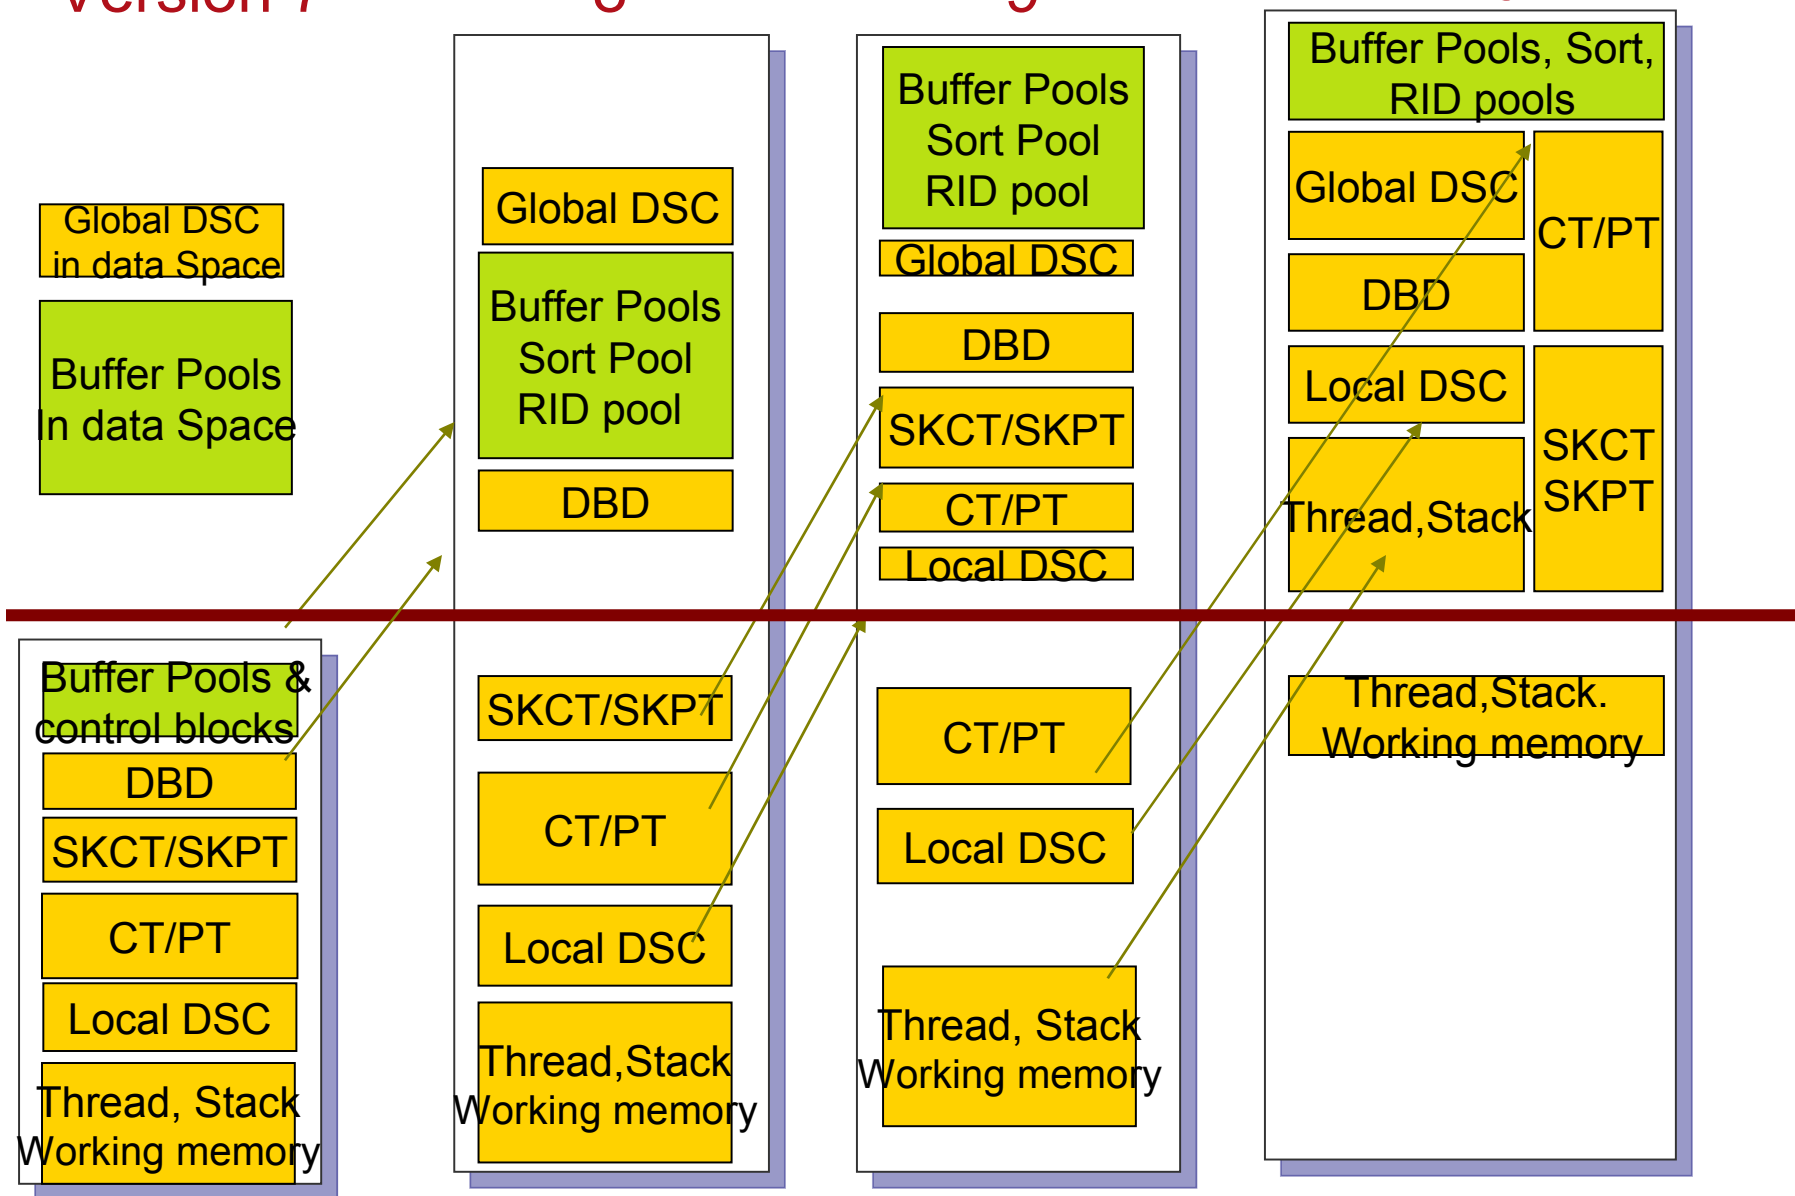 Version 7
8
9
Global DSC
in data Space
Buffer Pools
In data Space
Buffer Pools &
control blocks
DBD
SKCT/SKPT
CT/PT
Local DSC
Thread, Stack
Working memory
Global DSC
Buffer Pools
Sort Pool
RID pool
DBD
SKCT/SKPT
CT/PT
Local DSC
Thread,Stack
Working memory
Buffer Pools
Sort Pool
RID pool
Global DSC
DBD
SKCT/SKPT
CT/PT
Local DSC
CT/PT
Local DSC
Thread, Stack
Working memory
Buffer Pools, Sort,
RID pools
Global DSC
CT/PT
DBD
Local DSC
SKCT
SKPT
Thread,Stack
Thread,Stack.
Working memory